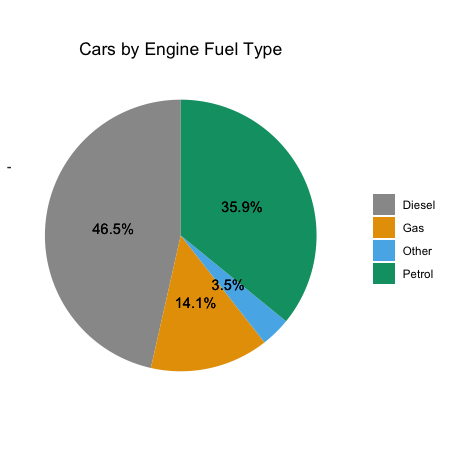 Cars by Engine Fuel Type
-
35.9%
46.5%
3.5%
14.1%
Diesel
Gas
Other
Petrol